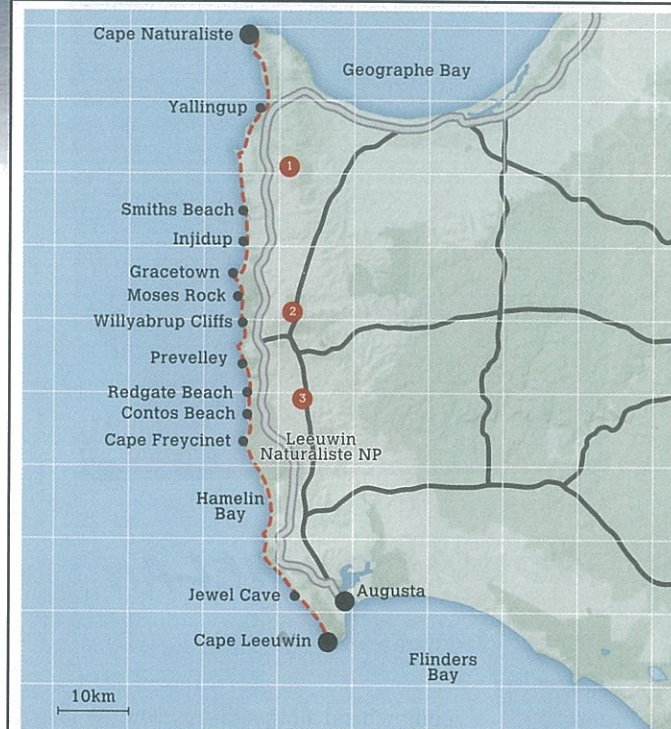 Cape Naturaliste
Geographe Bay
Yallingup
1
Smiths Beach
Injidup
Gracetown
Moses Rock
2
Willyabrup Cliffs
Prevelley
Redgate Beach
3
Contos Beach
Cape Freycinet
Leeuwin
Naturaliste NP
Hamelin
Bay
Jewel Cave
Augusta
Cape Leeuwin
Flinders
Bay
10km